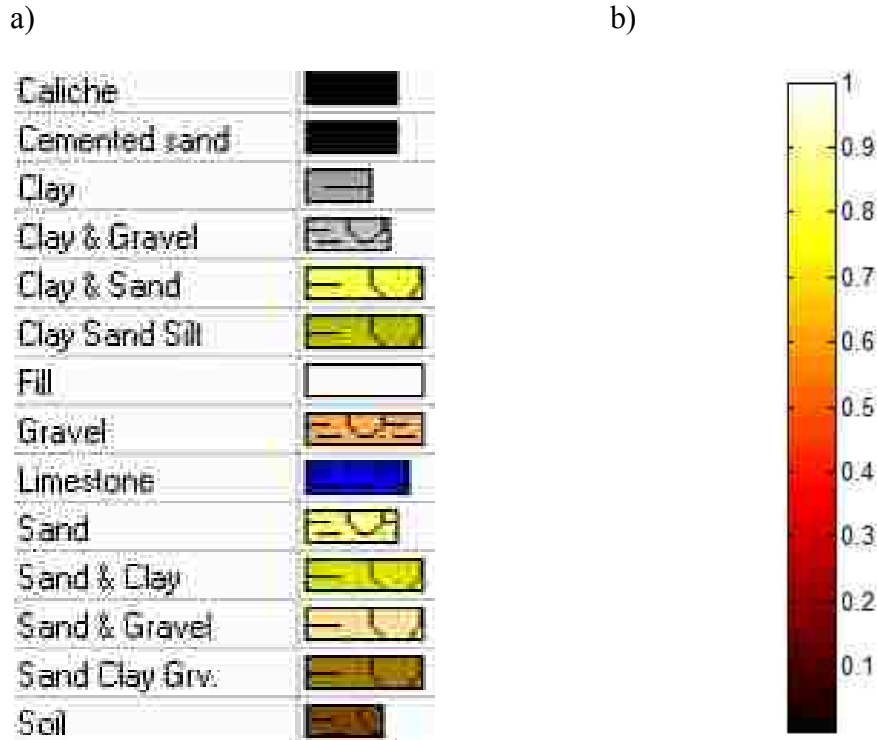 a)
b)
Caliche
Cemented sand
Clay
Clay & Gravel
Clay & Sand
Clay Sand Silt
Fill
Gravel
Limestone
Sand
Sand & Clay
Sand & Gravel
Sand Clay Grv.
Soil
1
0.9
0.8
0.7
0.6
0.5
0.4
0.3
0.2
0.1